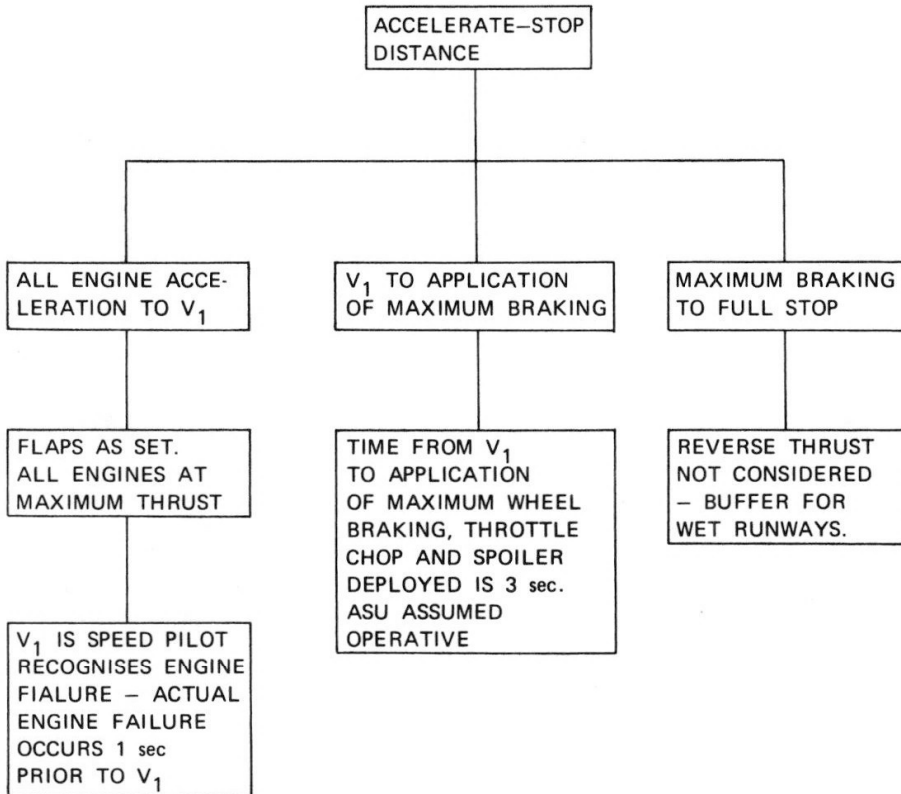 ACCELERATE–STOP
DISTANCE
ALL ENGINE ACCE-
LERATION TO V₁
FLAPS AS SET.
ALL ENGINES AT
MAXIMUM THRUST
V₁ IS SPEED PILOT
RECOGNISES ENGINE
FIALURE – ACTUAL
ENGINE FAILURE
OCCURS 1 sec
PRIOR TO V₁
V₁ TO APPLICATION
OF MAXIMUM BRAKING
TIME FROM V₁
TO APPLICATION
OF MAXIMUM WHEEL
BRAKING, THROTTLE
CHOP AND SPOILER
DEPLOYED IS 3 sec.
ASU ASSUMED
OPERATIVE
MAXIMUM BRAKING
TO FULL STOP
REVERSE THRUST
NOT CONSIDERED
– BUFFER FOR
WET RUNWAYS.